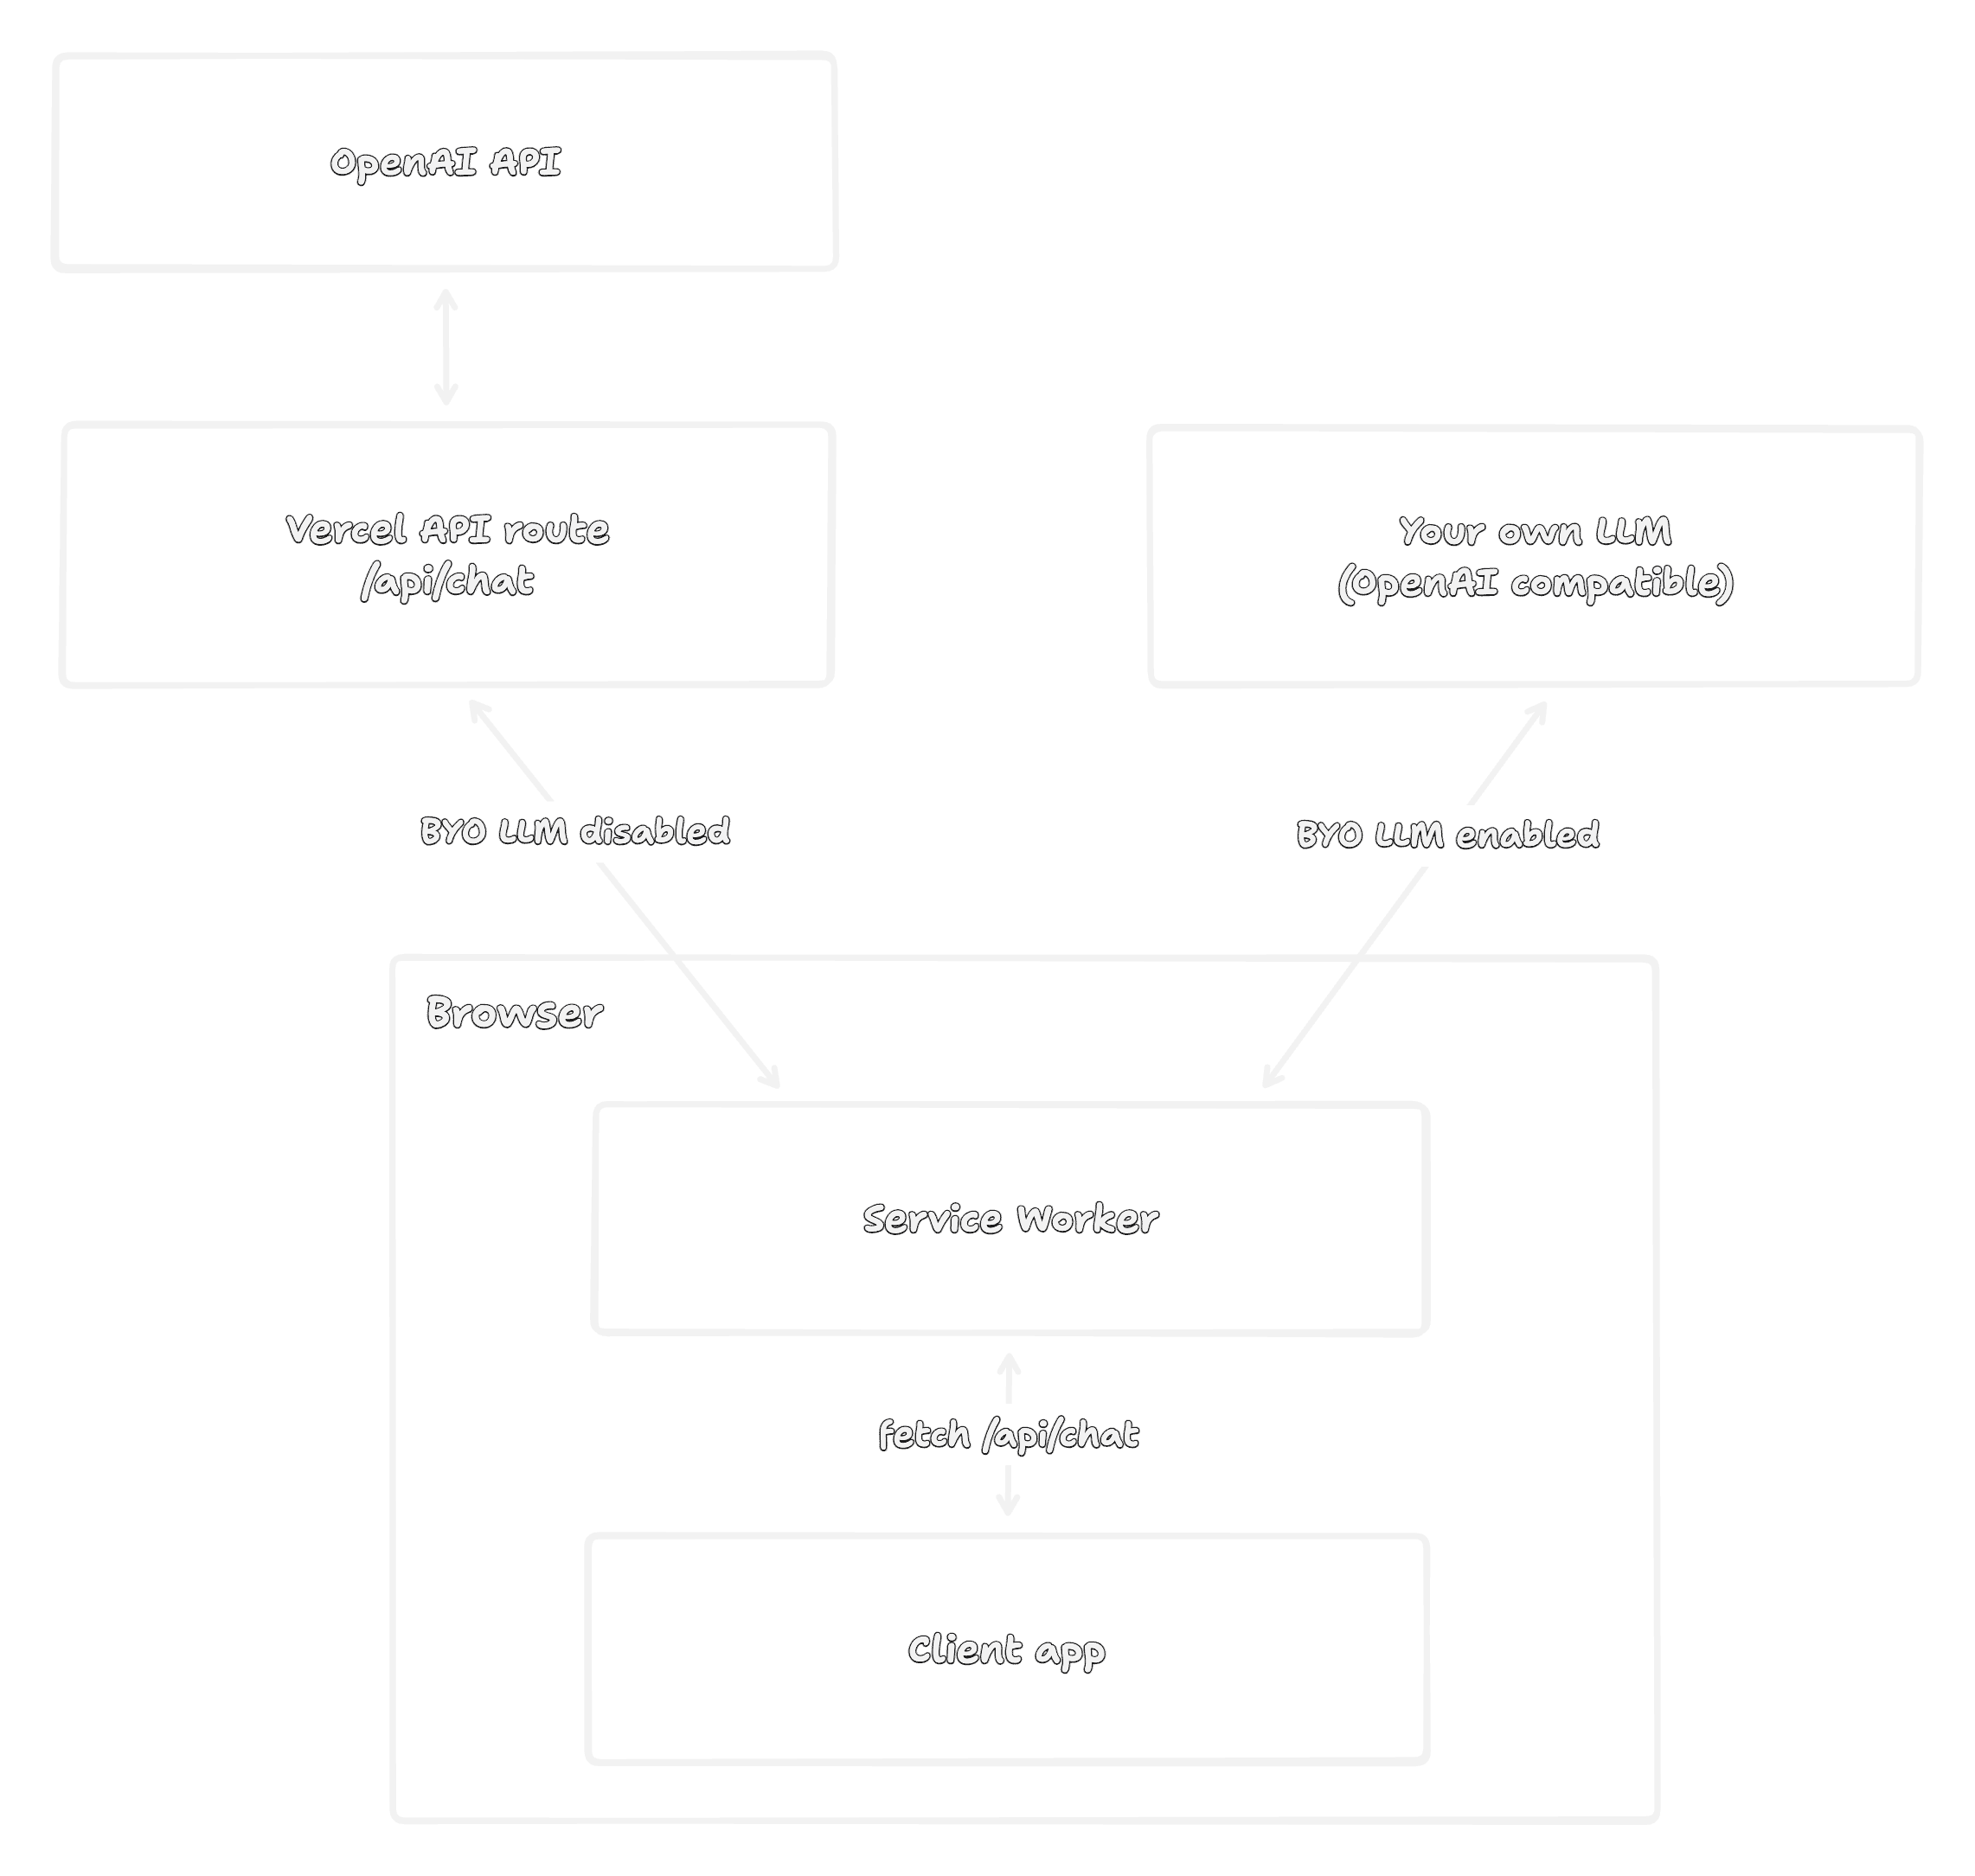 OpenAI API
Vercel API route
/api/chat
Your own LLM
(OpenAI compatible)
BYO LLM disabled
BYO LLM enabled
Browser
Service Worker
fetch /api/chat
Client app